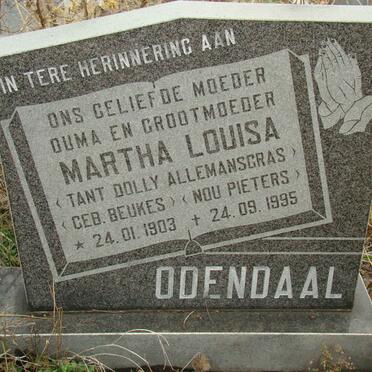 IN TERE HERINNERING AAN
ONS GELIEFDE MOEDER
OUMA EN GROOTMOEDER
MARTHA LOUISA
(TANT DOLLY ALLEMANSGRAS)
(GEB. BEUKES) (NOU PIETERS)
* 24.01.1903 + 24.09.1995
ODENDAAL